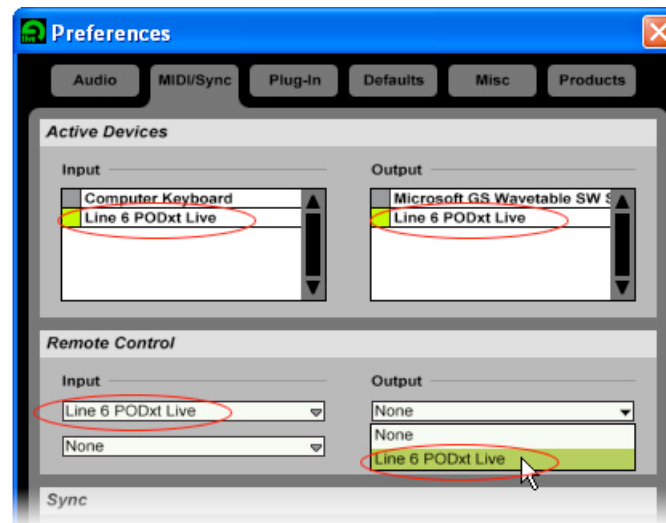 live Preferences
Audio MIDI/Sync Plug-In Defaults Misc Products
Active Devices
Input Output
Computer Keyboard
Line 6 PODxt Live
Microsoft GS Wavetable SW S
Line 6 PODxt Live
Remote Control
Input Output
Line 6 PODxt Live
None
None
None
Line 6 PODxt Live
Sync